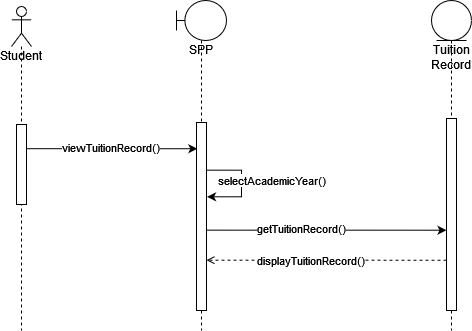 Student
SPP
Tuition
Record
viewTuitionRecord()
selectAcademicYear()
getTuitionRecord()
displayTuitionRecord()